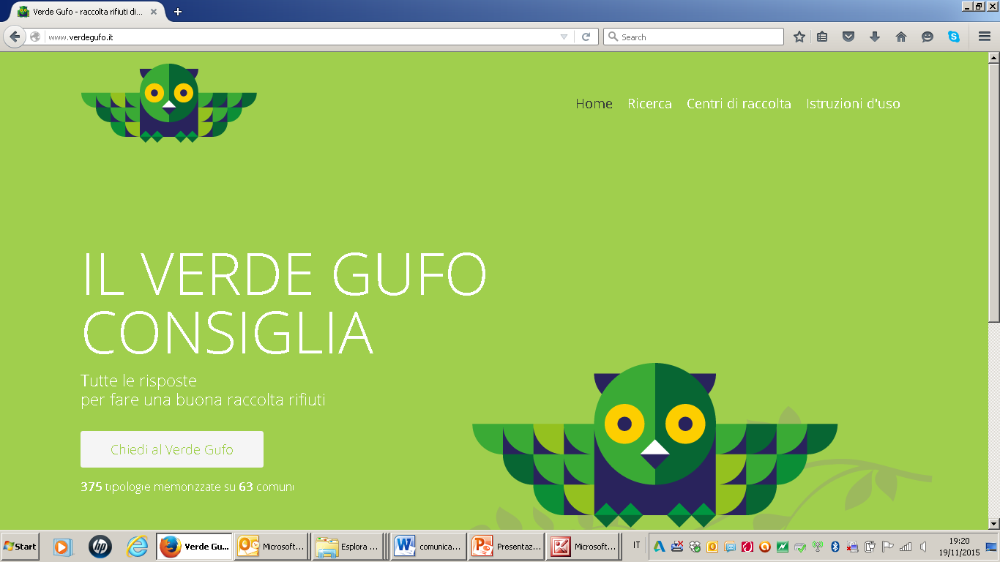 Verde Gufo - raccolta rifiuti di...
www.verdegufo.it
Search
Home Ricerca Centri di raccolta Istruzioni d'uso
IL VERDE GUFO
CONSIGLIA
Tutte le risposte
per fare una buona raccolta rifiuti
Chiedi al Verde Gufo
375 tipologie memorizzate su 63 comuni
Start
Verde Gu...
Microsoft...
Esplora ...
comunica...
Presentaz...
Microsoft...
IT
19:20
19/11/2015